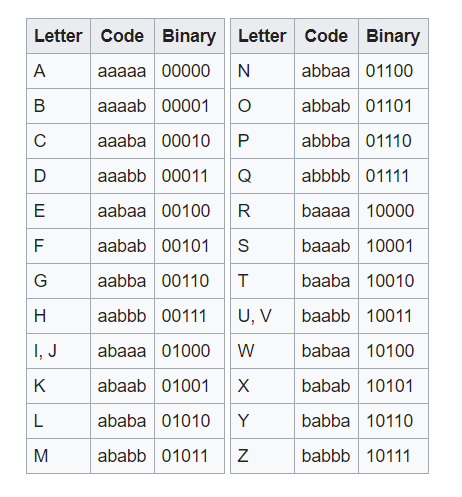 Letter Code Binary Letter Code Binary
A aaaaa 00000 N abbaa 01100
B aaaab 00001 O abbab 01101
C aaaba 00010 P abbba 01110
D aaabb 00011 Q abbbb 01111
E aabaa 00100 R baaaa 10000
F aabab 00101 S baaab 10001
G aabba 00110 T baaba 10010
H aabbb 00111 U, V baabb 10011
I, J abaaa 01000 W babaa 10100
K abaab 01001 X babab 10101
L ababa 01010 Y babba 10110
M ababb 01011 Z babbb 10111